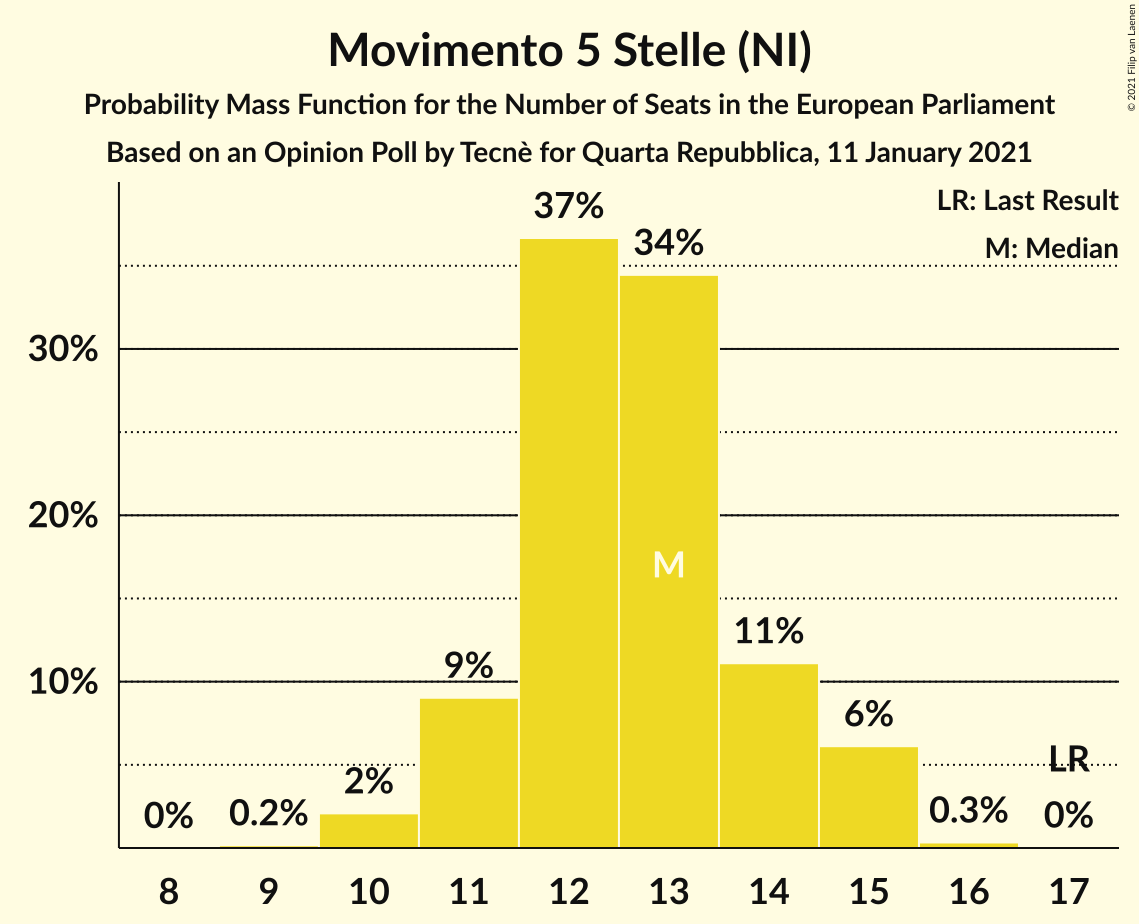 © 2021 Filip van Laenen
Movimento 5 Stelle (NI)
Probability Mass Function for the Number of Seats in the European Parliament
Based on an Opinion Poll by Tecnè for Quarta Repubblica, 11 January 2021
LR: Last Result
M: Median
37%
34%
30%
20%
M
11%
9%
10%
6%
LR
2%
0%
0.2%
0.3%
0%
8 9 10 11 12 13 14 15 16 17